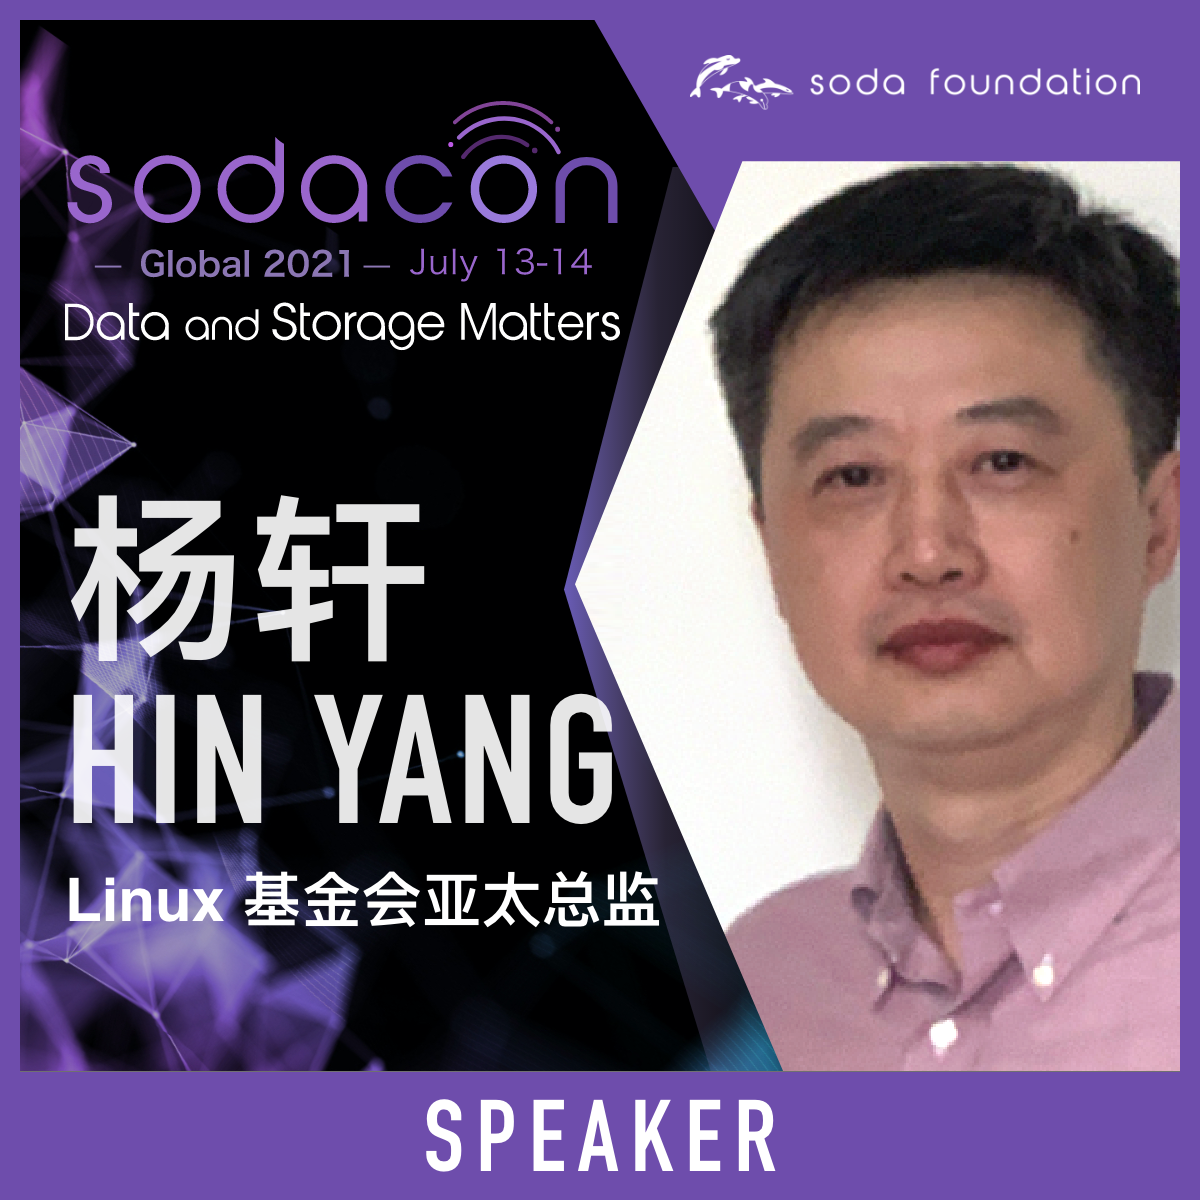 soda foundation
sodacon
— Global 2021 — July 13-14
Data and Storage Matters
杨轩
HIN YANG
Linux 基金会亚太总监
SPEAKER